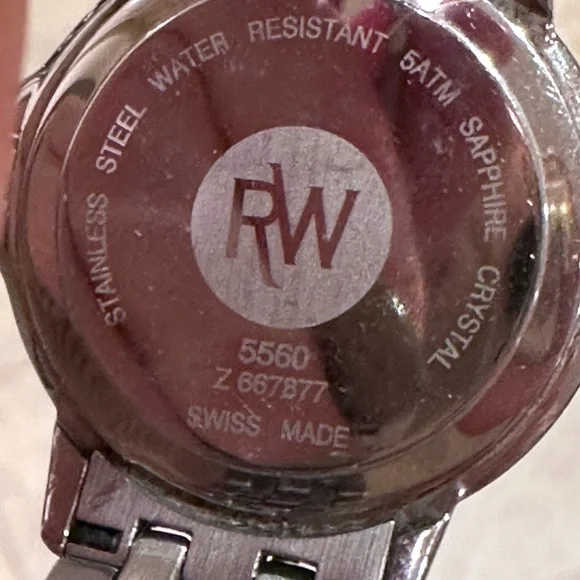 STAINLESS STEEL WATER RESISTANT 5ATM SAPPHIRE CRYSTAL
RW
5560
Z 667877
SWISS MADE